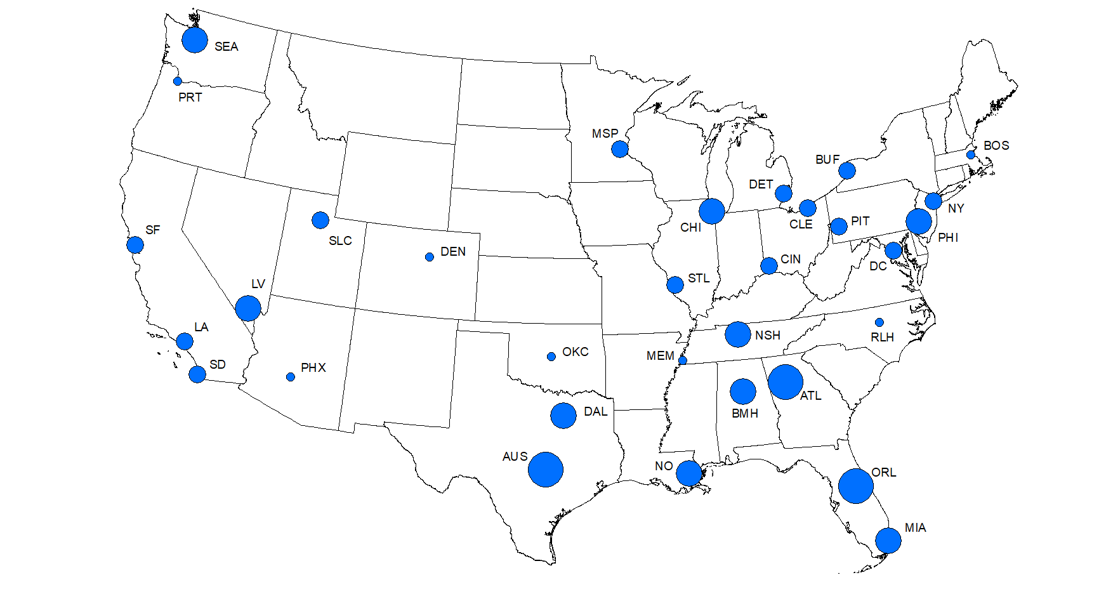 SEA
PRT
MSP
BOS
BUF
DET
NY
CLE
PIT
CHI
SF
SLC
PHI
DEN
CIN
DC
STL
LV
LA
NSH
RLH
OKC
MEM
SD
PHX
ATL
DAL
BMH
AUS
NO
ORL
MIA